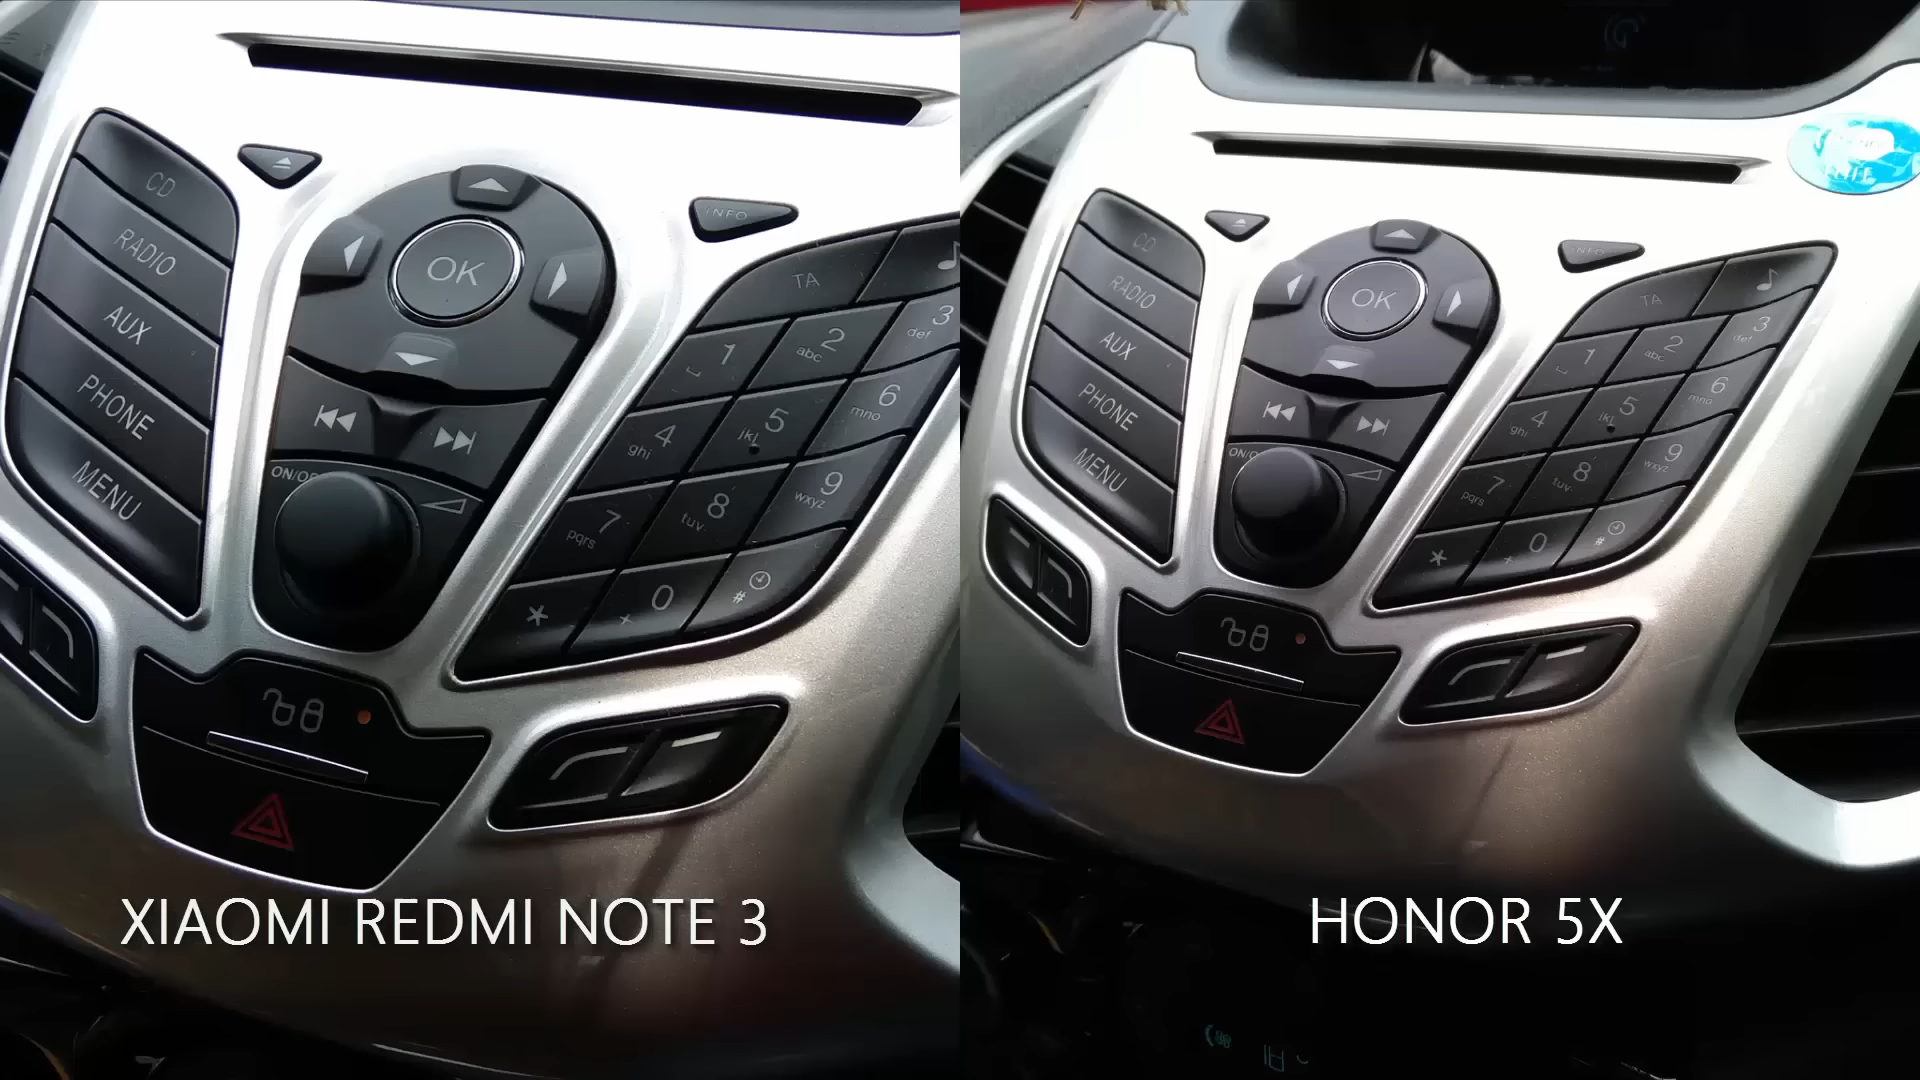 CD
RADIO
AUX
PHONE
MENU
OK
INFO
TA
1
2 abc
3 def
4 ghi
5 jkl
6 mno
7 pqrs
8 tuv
9 wxyz
*
0 +
#
XIAOMI REDMI NOTE 3
CD
RADIO
AUX
PHONE
MENU
OK
INFO
TA
1
2 abc
3 def
4 ghi
5 jkl
6 mno
7 pqrs
8 tuv
9 wxyz
*
0 +
#
HONOR 5X